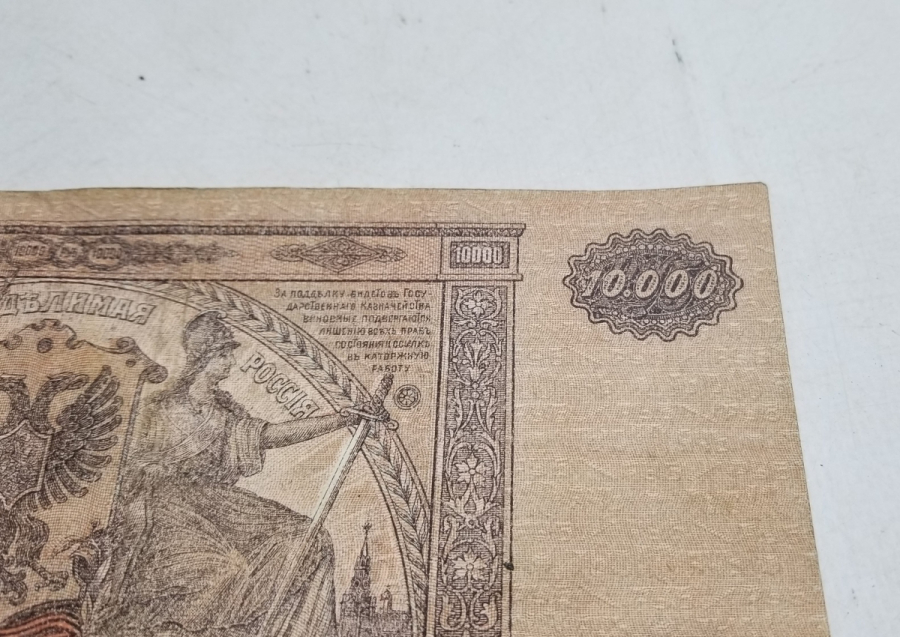 10000
10.000
ДѢЛИМАЯ
РОССІЯ
ЗА ПОДДѢЛКУ БИЛЕТОВЪ ГОСУ-
ДАРСТВЕННАГО КАЗНАЧЕЙСТВА
ВИНОВНЫЕ ПОДВЕРГАЮТСЯ
ЛИШЕНІЮ ВСѢХЪ ПРАВЪ
СОСТОЯНІЯ И ССЫЛКѢ
ВЪ КАТОРЖНУЮ
РАБОТУ